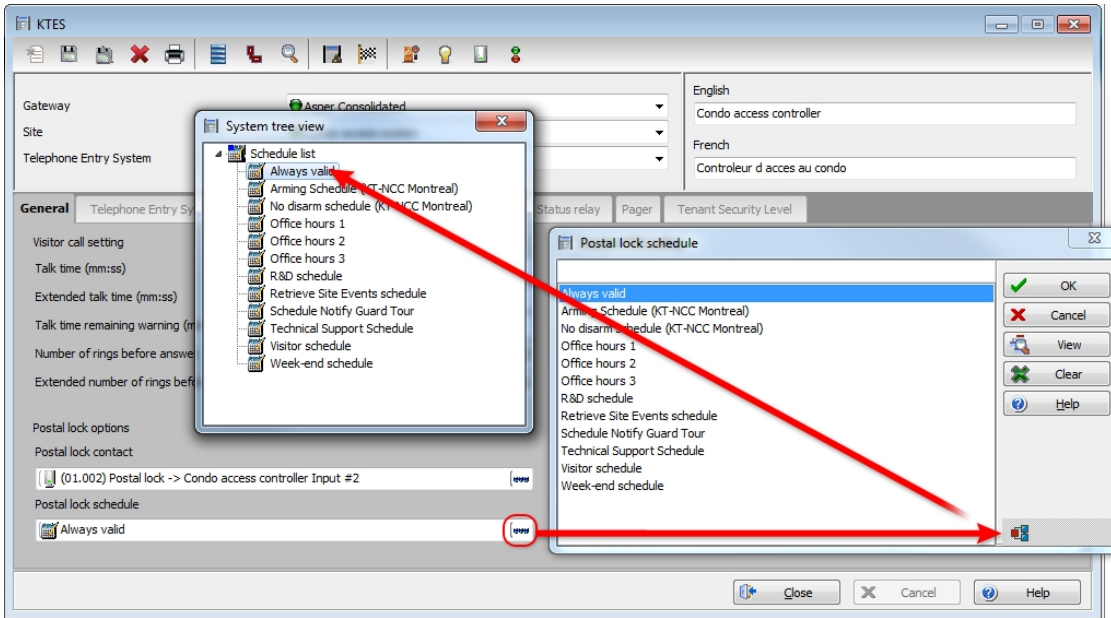 KTES
Gateway
Asper Consolidated
Site
Telephone Entry System
English
Condo access controller
French
Controleur d acces au condo
General
Telephone Entry Sy
Status relay
Pager
Tenant Security Level
Visitor call setting
Talk time (mm:ss)
Extended talk time (mm:ss)
Talk time remaining warning (m
Number of rings before answe
Extended number of rings befo
Postal lock options
Postal lock contact
(01.002) Postal lock -> Condo access controller Input #2
Postal lock schedule
Always valid
System tree view
Schedule list
Always valid
Arming Schedule (KT-NCC Montreal)
No disarm schedule (KT-NCC Montreal)
Office hours 1
Office hours 2
Office hours 3
R&D schedule
Retrieve Site Events schedule
Schedule Notify Guard Tour
Technical Support Schedule
Visitor schedule
Week-end schedule
Postal lock schedule
Always valid
Arming Schedule (KT-NCC Montreal)
No disarm schedule (KT-NCC Montreal)
Office hours 1
Office hours 2
Office hours 3
R&D schedule
Retrieve Site Events schedule
Schedule Notify Guard Tour
Technical Support Schedule
Visitor schedule
Week-end schedule
OK
Cancel
View
Clear
Help
Close
Cancel
Help